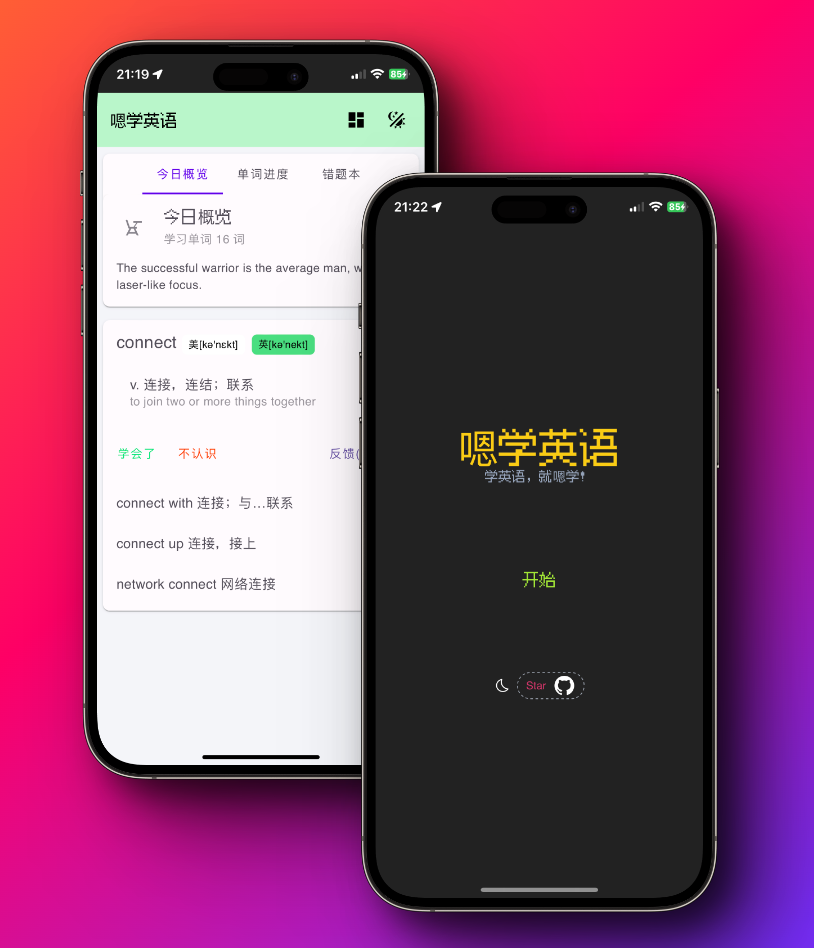 21:19
85
嗯学英语
今日概览 单词进度 错题本
今日概览
学习单词 16 词
The successful warrior is the average man, w
laser-like focus.
connect 美[kə'nɛkt] 英[kə'nekt]
v. 连接，连结；联系
to join two or more things together
学会了 不认识 反馈(
connect with 连接；与…联系
connect up 连接，接上
network connect 网络连接
21:22
85
嗯学英语
学英语，就嗯学！
开始
Star